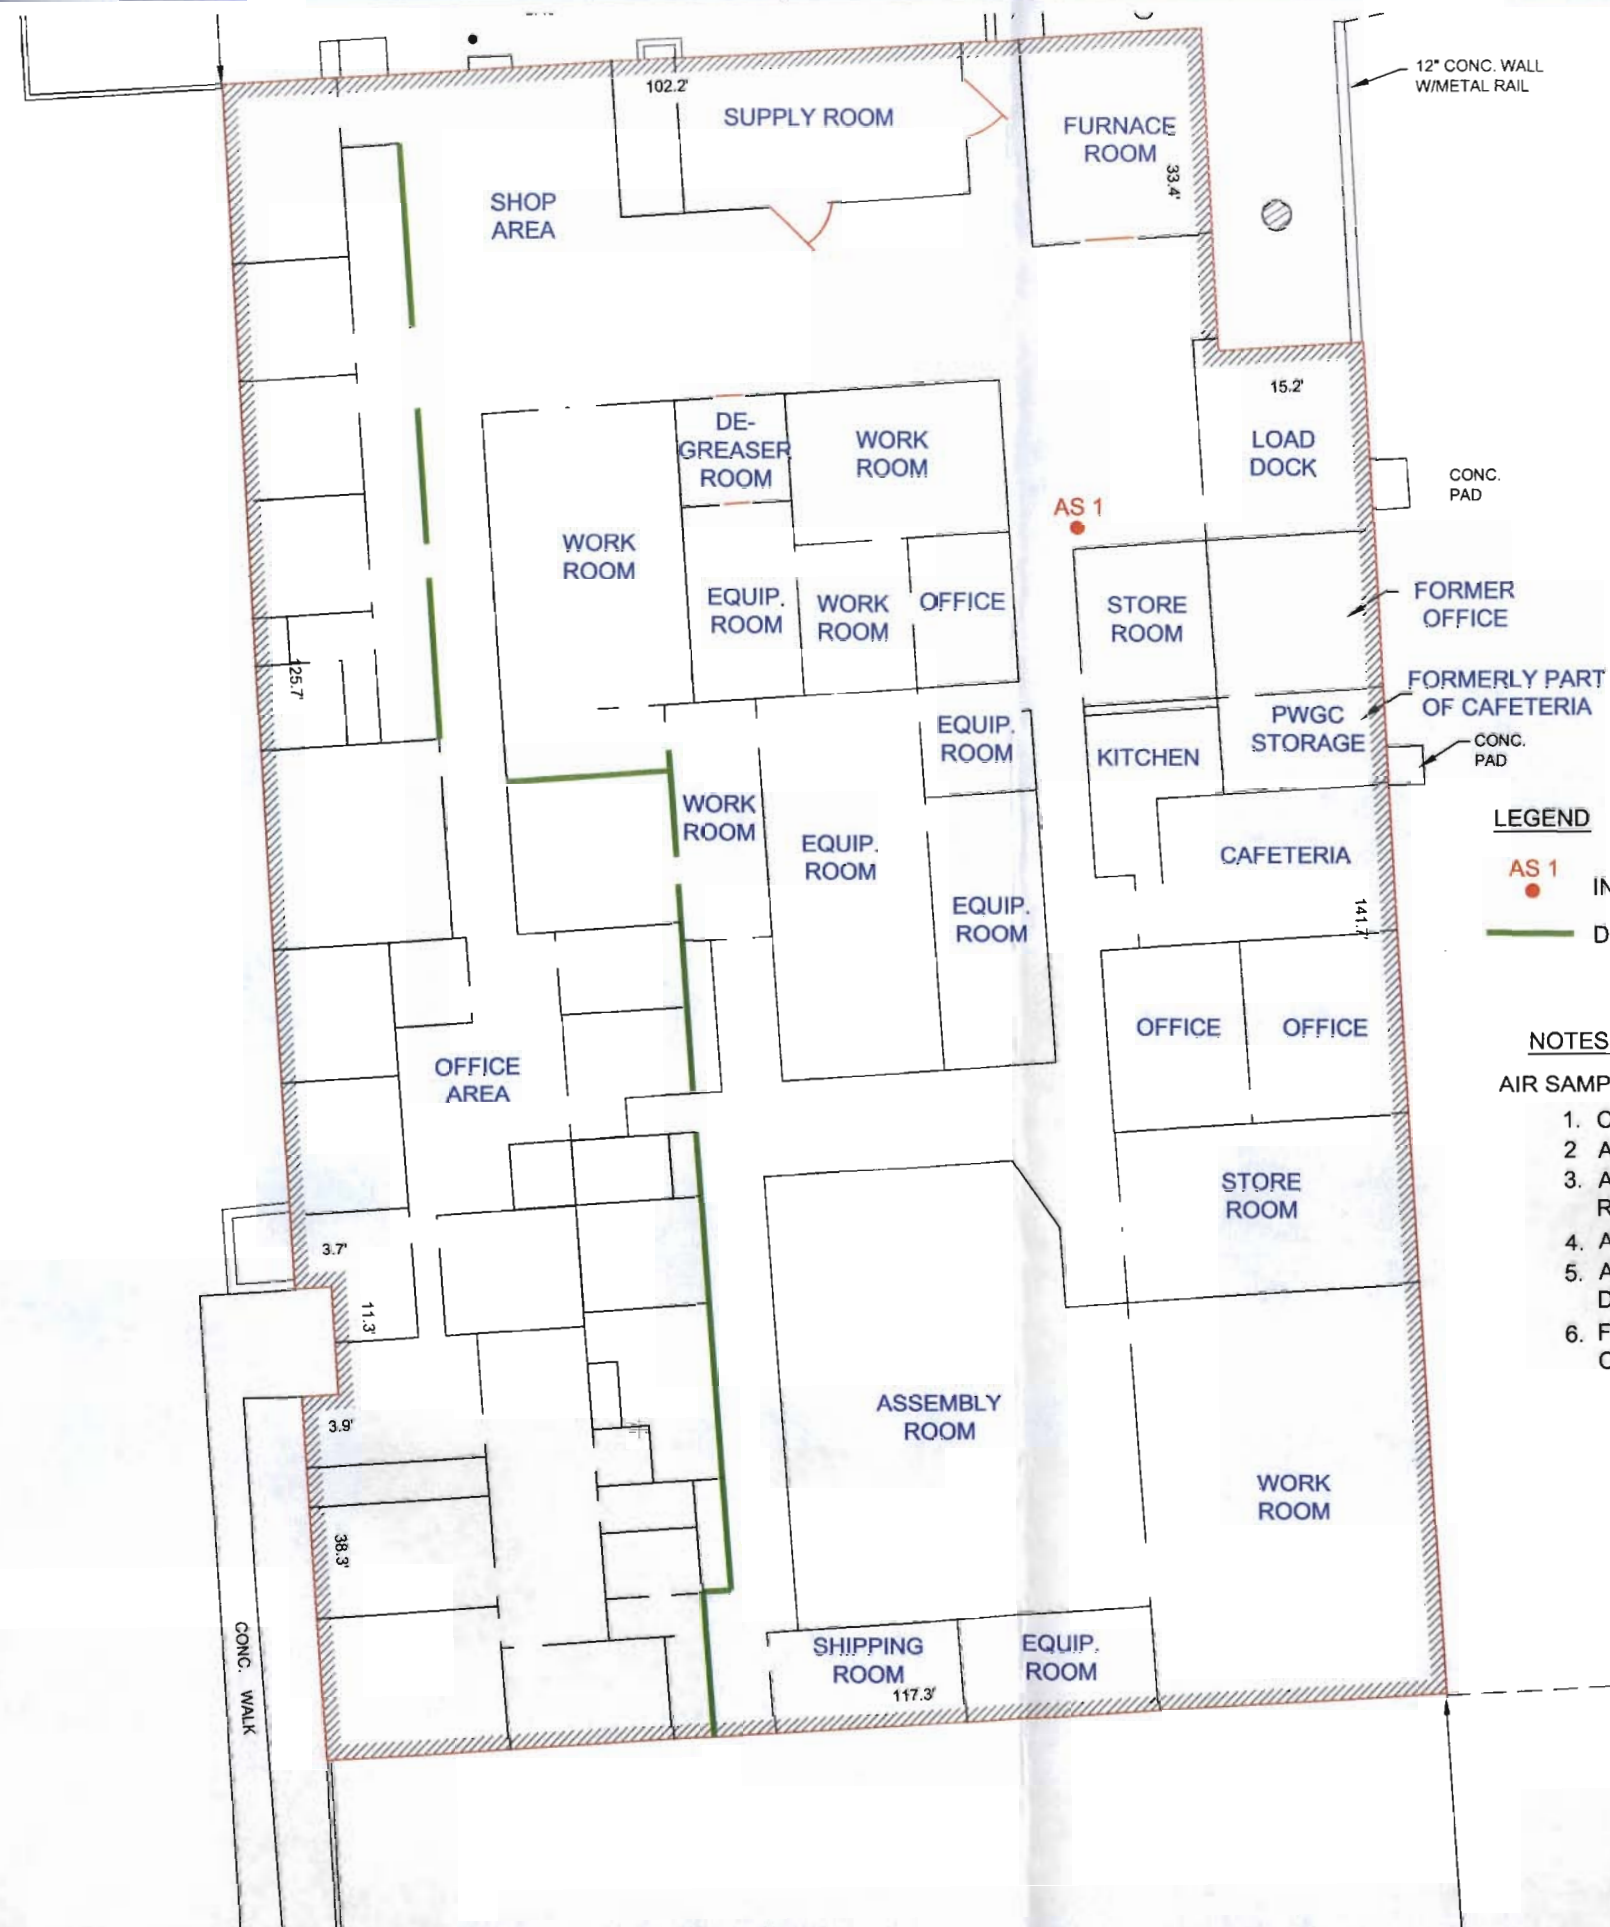 12" CONC. WALL
W/METAL RAIL
102.2'
SUPPLY ROOM
FURNACE
ROOM
33.4'
SHOP
AREA
15.2'
LOAD
DOCK
CONC.
PAD
DE-
GREASER
ROOM
WORK
ROOM
AS 1
WORK
ROOM
EQUIP.
ROOM
WORK
ROOM
OFFICE
STORE
ROOM
FORMER
OFFICE
125.7'
FORMERLY PART
OF CAFETERIA
PWGC
STORAGE
EQUIP.
ROOM
KITCHEN
CONC.
PAD
WORK
ROOM
EQUIP.
ROOM
CAFETERIA
LEGEND
AS 1
IN
D
EQUIP.
ROOM
141.7'
OFFICE
OFFICE
OFFICE
AREA
NOTES
AIR SAMP
1. C
2 A
3. A
R
4. A
5. A
D
6. F
C
STORE
ROOM
3.7'
11.3'
3.9'
ASSEMBLY
ROOM
WORK
ROOM
38.3'
CONC. WALK
SHIPPING
ROOM
EQUIP.
ROOM
117.3'